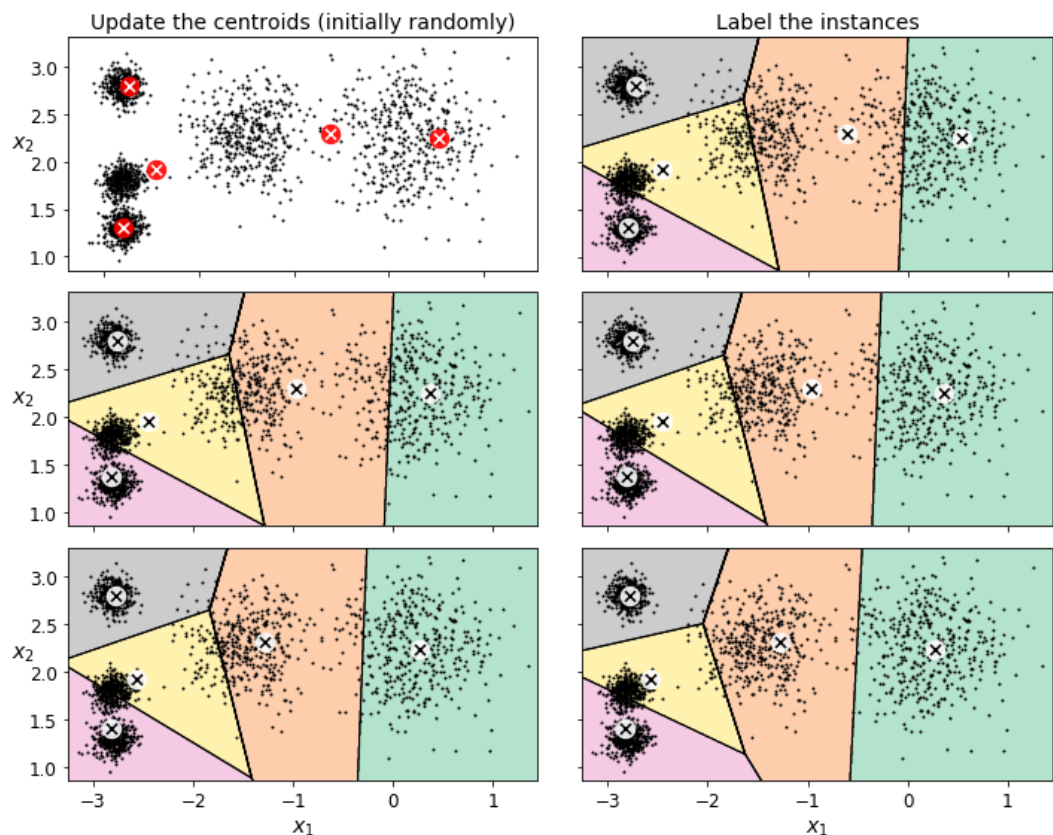 Update the centroids (initially randomly)
Label the instances
3.0
2.5
x₂
2.0
1.5
1.0
3.0
2.5
x₂
2.0
1.5
1.0
3.0
2.5
x₂
2.0
1.5
1.0
−3 −2 −1 0 1
−3 −2 −1 0 1
x₁
x₁